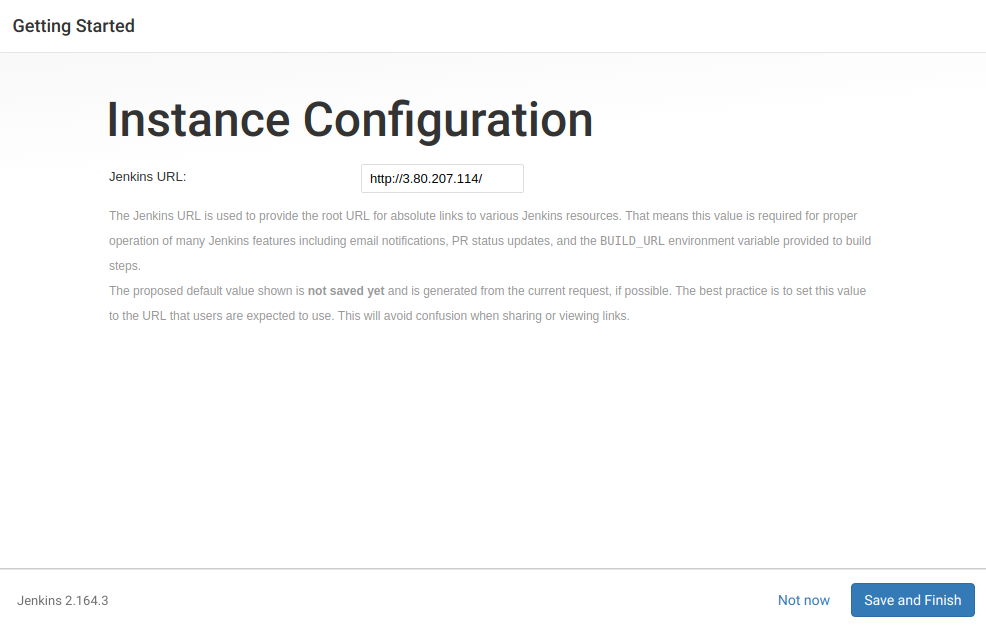 Getting Started
Instance Configuration
Jenkins URL:
http://3.80.207.114/
The Jenkins URL is used to provide the root URL for absolute links to various Jenkins resources. That means this value is required for proper
operation of many Jenkins features including email notifications, PR status updates, and the BUILD_URL environment variable provided to build
steps.
The proposed default value shown is not saved yet and is generated from the current request, if possible. The best practice is to set this value
to the URL that users are expected to use. This will avoid confusion when sharing or viewing links.
Jenkins 2.164.3
Not now
Save and Finish